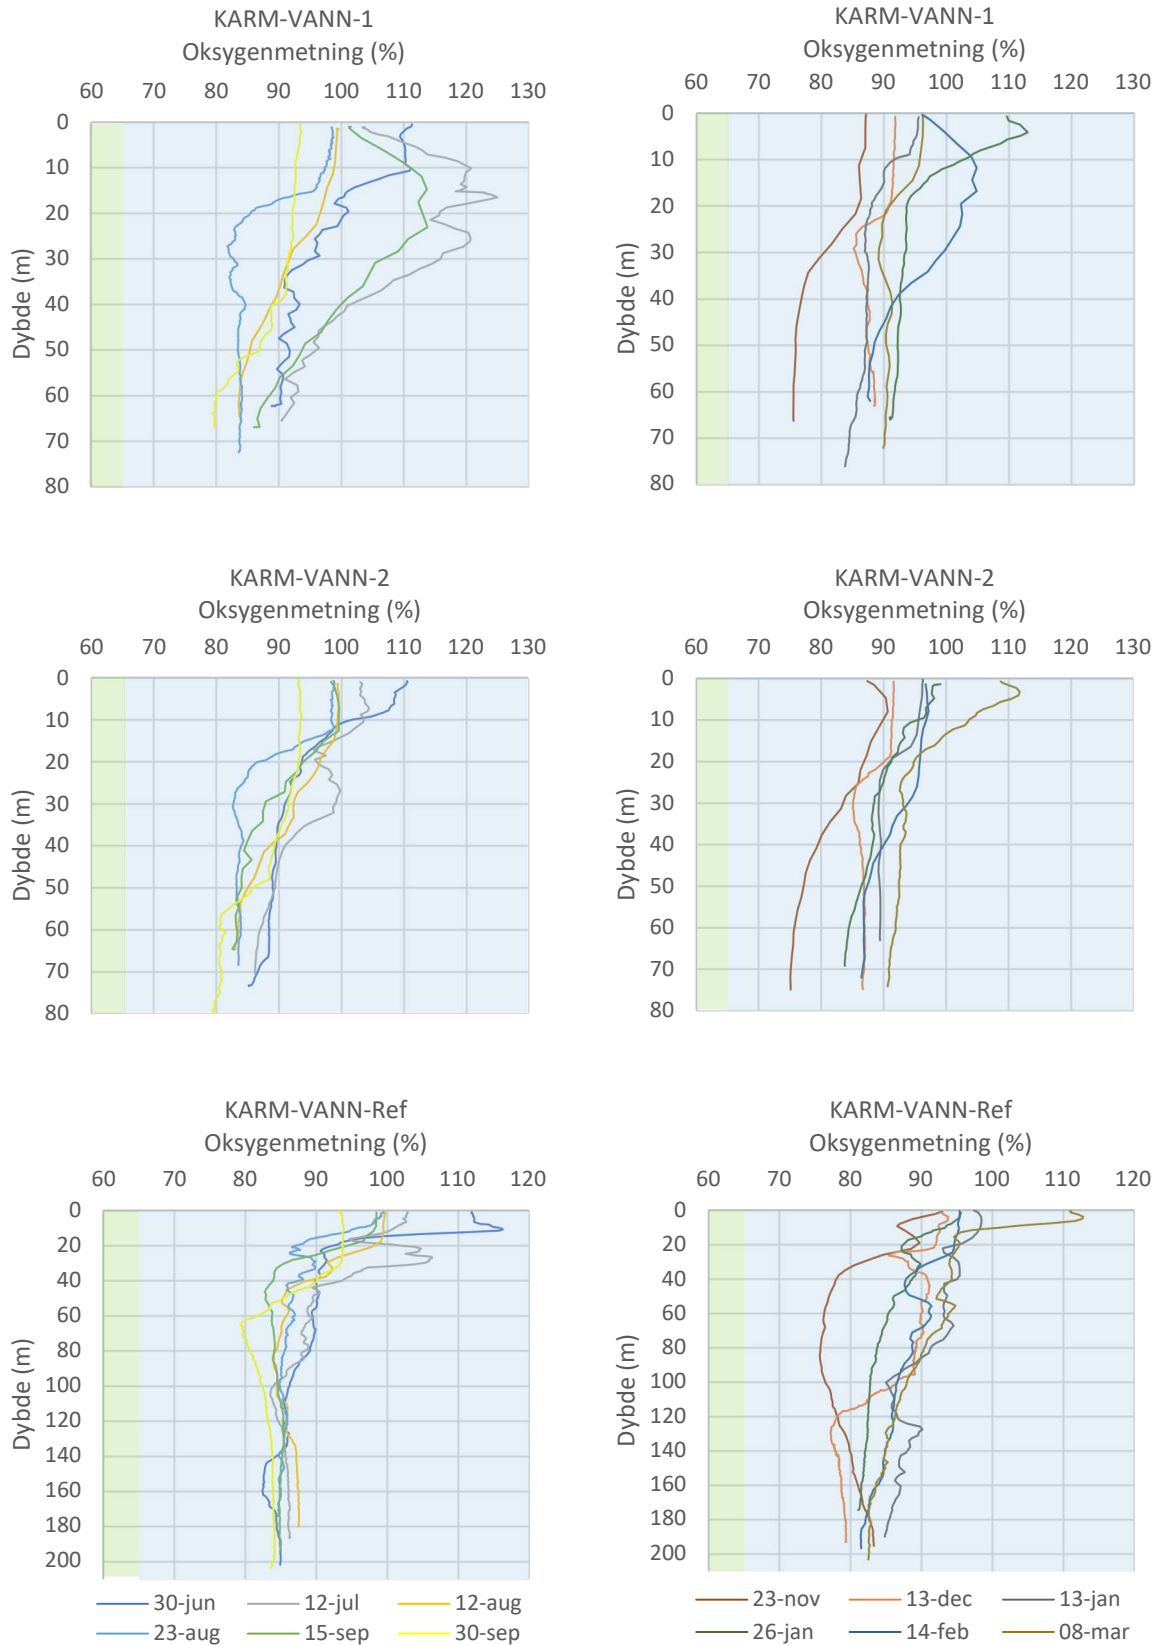 KARM-VANN-1
Oksygenmetning (%)
60 70 80 90 100 110 120 130
0
10
20
30
40
50
60
70
80
Dybde (m)
KARM-VANN-1
Oksygenmetning (%)
60 70 80 90 100 110 120 130
0
10
20
30
40
50
60
70
80
Dybde (m)
KARM-VANN-2
Oksygenmetning (%)
60 70 80 90 100 110 120 130
0
10
20
30
40
50
60
70
80
Dybde (m)
KARM-VANN-2
Oksygenmetning (%)
60 70 80 90 100 110 120 130
0
10
20
30
40
50
60
70
80
Dybde (m)
KARM-VANN-Ref
Oksygenmetning (%)
60 70 80 90 100 110 120
0
20
40
60
80
100
120
140
160
180
200
Dybde (m)
30-jun 12-jul 12-aug
23-aug 15-sep 30-sep
KARM-VANN-Ref
Oksygenmetning (%)
60 70 80 90 100 110 120
0
20
40
60
80
100
120
140
160
180
200
Dybde (m)
23-nov 13-dec 13-jan
26-jan 14-feb 08-mar